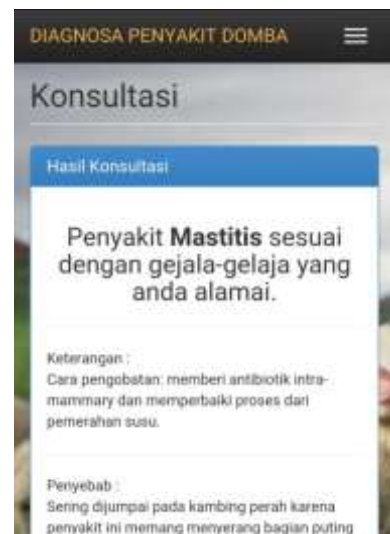 DIAGNOSA PENYAKIT DOMBA
Konsultasi
Hasil Konsultasi
Penyakit Mastitis sesuai
dengan gejala-gelaja yang
anda alamai.
Keterangan :
Cara pengobatan: memberi antibiotik intra-
mammary dan memperbaiki proses dari
pemerahan susu.
Penyebab :
Sering dijumpai pada kambing perah karena
penyakit ini memang menyerang bagian puting